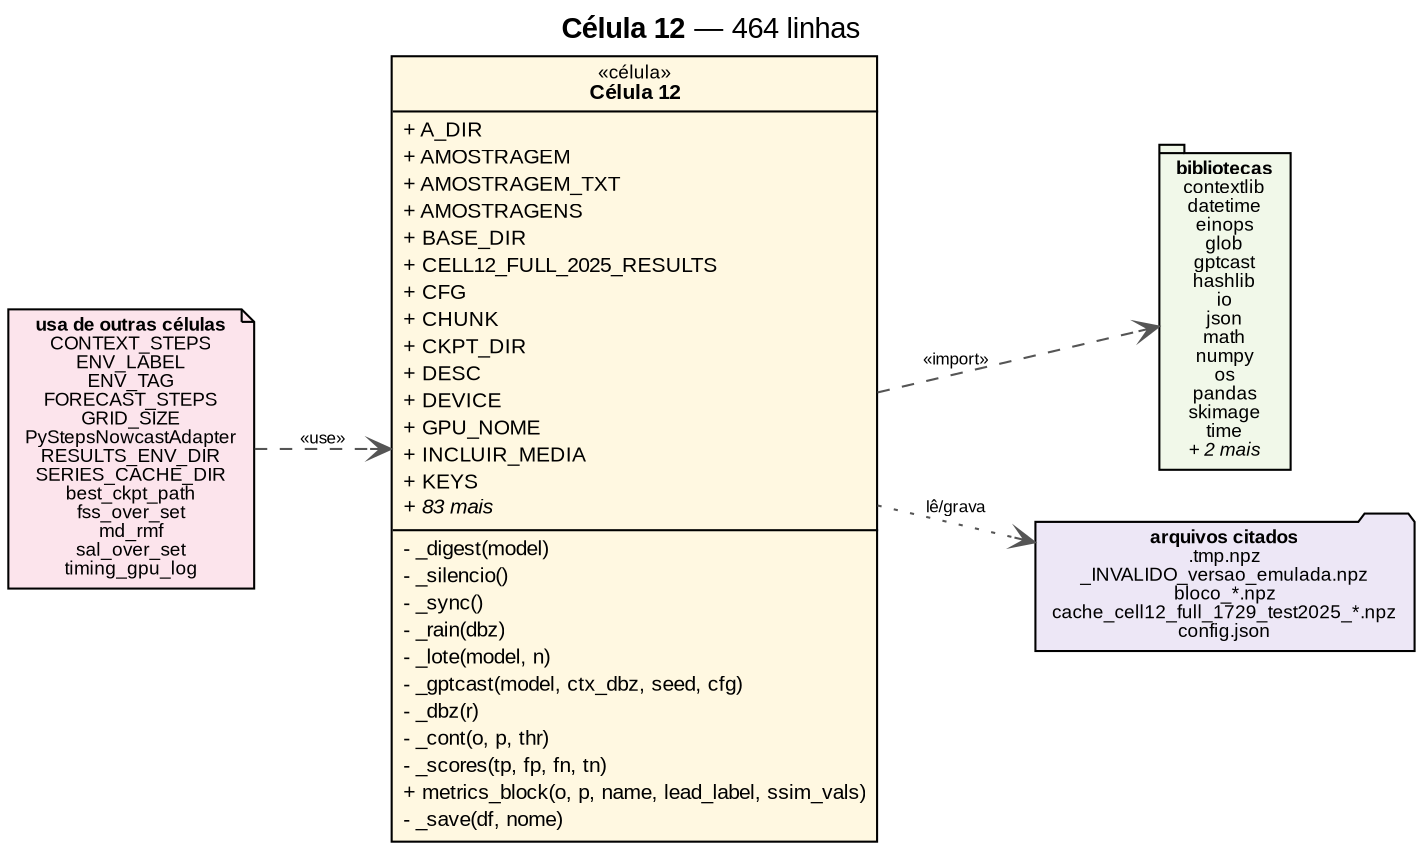 Célula 12 — 464 linhas
«célula»
Célula 12
+ A_DIR
+ AMOSTRAGEM
+ AMOSTRAGEM_TXT
+ AMOSTRAGENS
+ BASE_DIR
+ CELL12_FULL_2025_RESULTS
+ CFG
+ CHUNK
+ CKPT_DIR
+ DESC
+ DEVICE
+ GPU_NOME
+ INCLUIR_MEDIA
+ KEYS
+ 83 mais
- _digest(model)
- _silencio()
- _sync()
- _rain(dbz)
- _lote(model, n)
- _gptcast(model, ctx_dbz, seed, cfg)
- _dbz(r)
- _cont(o, p, thr)
- _scores(tp, fp, fn, tn)
+ metrics_block(o, p, name, lead_label, ssim_vals)
- _save(df, nome)
usa de outras células
CONTEXT_STEPS
ENV_LABEL
ENV_TAG
FORECAST_STEPS
GRID_SIZE
PyStepsNowcastAdapter
RESULTS_ENV_DIR
SERIES_CACHE_DIR
best_ckpt_path
fss_over_set
md_rmf
sal_over_set
timing_gpu_log
«use»
«import»
lê/grava
bibliotecas
contextlib
datetime
einops
glob
gptcast
hashlib
io
json
math
numpy
os
pandas
skimage
time
+ 2 mais
arquivos citados
.tmp.npz
_INVALIDO_versao_emulada.npz
bloco_*.npz
cache_cell12_full_1729_test2025_*.npz
config.json